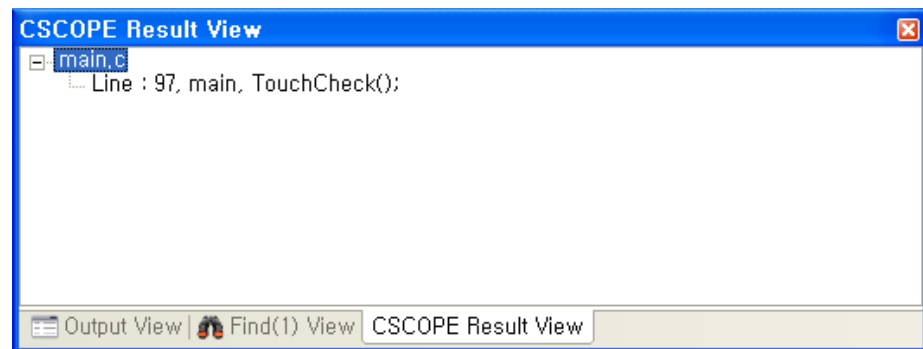 CSCOPE Result View
main.c
Line : 97, main, TouchCheck();
Output View Find(1) View CSCOPE Result View